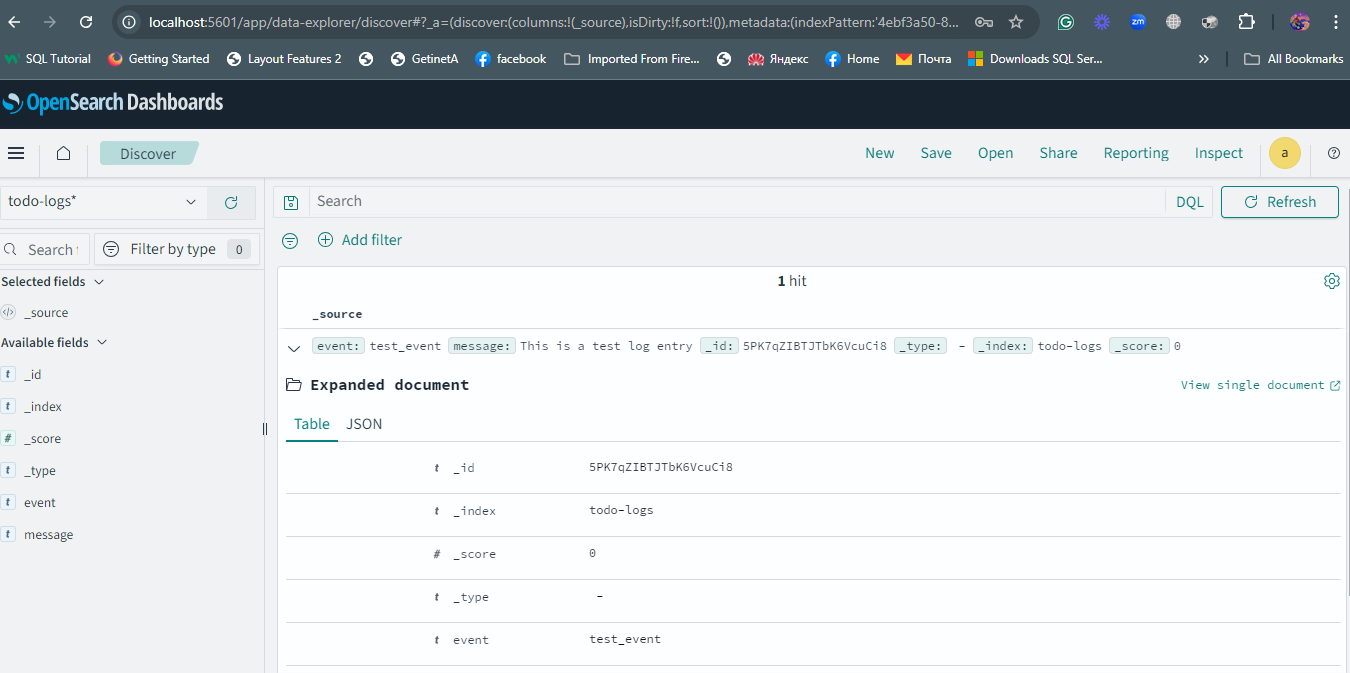 localhost:5601/app/data-explorer/discover#?_a=(discover:(columns:!(_source),isDirty:!f,sort:!()),metadata:(indexPattern:'4ebf3a50-8...
SQL Tutorial Getting Started Layout Features 2 GetinetA facebook Imported From Fire... Яндекс Home Почта Downloads SQL Ser... » All Bookmarks
OpenSearch Dashboards
Discover New Save Open Share Reporting Inspect a
todo-logs* Search DQL Refresh
Search Filter by type 0 Add filter
Selected fields
_source
Available fields
_id
_index
_score
_type
event
message
1 hit
_source
event: test_event message: This is a test log entry _id: 5PK7qZIBTJTbK6VcuCi8 _type: - _index: todo-logs _score: 0
Expanded document View single document
Table JSON
t _id 5PK7qZIBTJTbK6VcuCi8
t _index todo-logs
# _score 0
t _type -
t event test_event